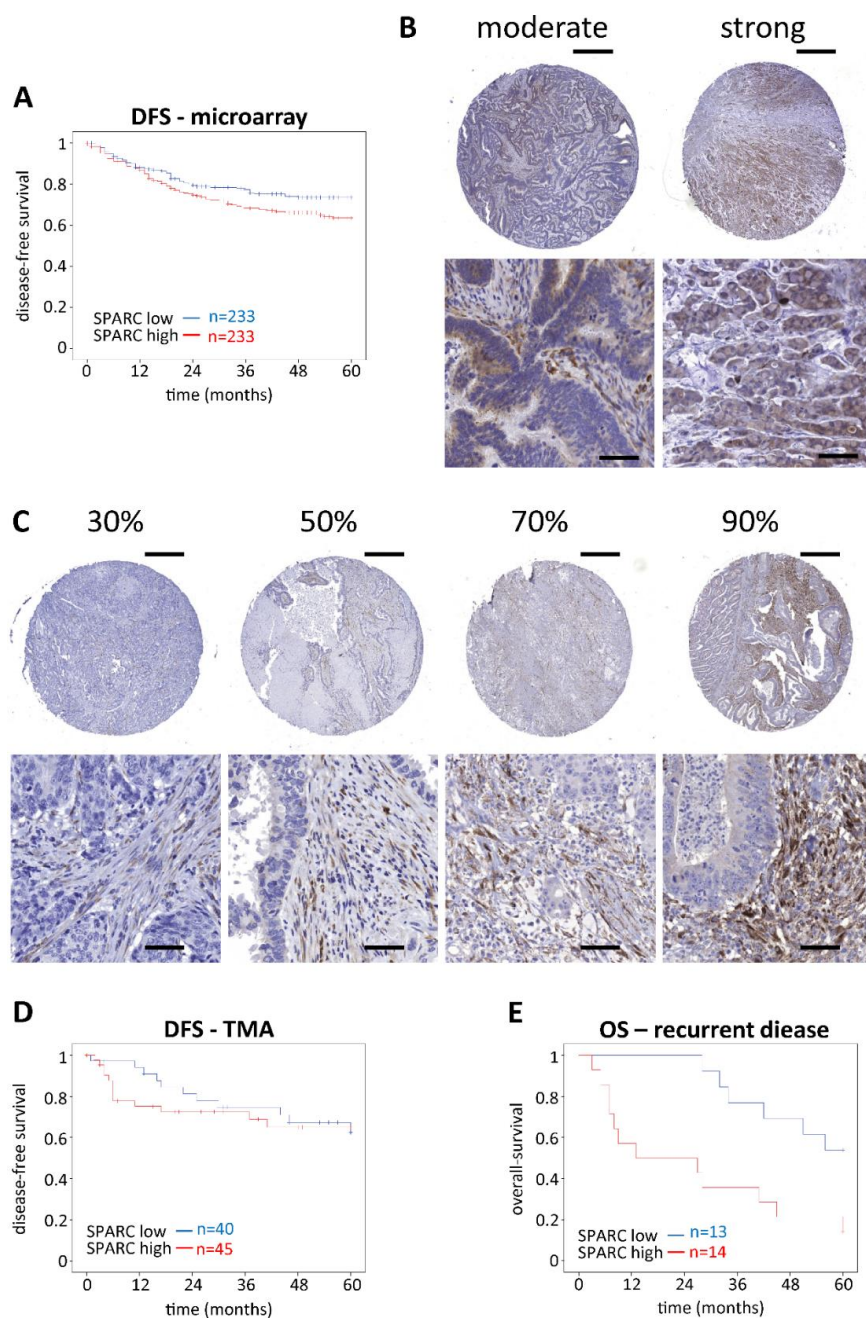 A
DFS - microarray
1
0.8
0.6
0.4
0.2
0
disease-free survival
SPARC low n=233
SPARC high n=233
0 12 24 36 48 60
time (months)
B
moderate strong
C
30% 50% 70% 90%
D
DFS - TMA
1
0.8
0.6
0.4
0.2
0
disease-free survival
SPARC low n=40
SPARC high n=45
0 12 24 36 48 60
time (months)
E
OS – recurrent disease
1
0.8
0.6
0.4
0.2
0
overall-survival
SPARC low n=13
SPARC high n=14
0 12 24 36 48 60
time (months)